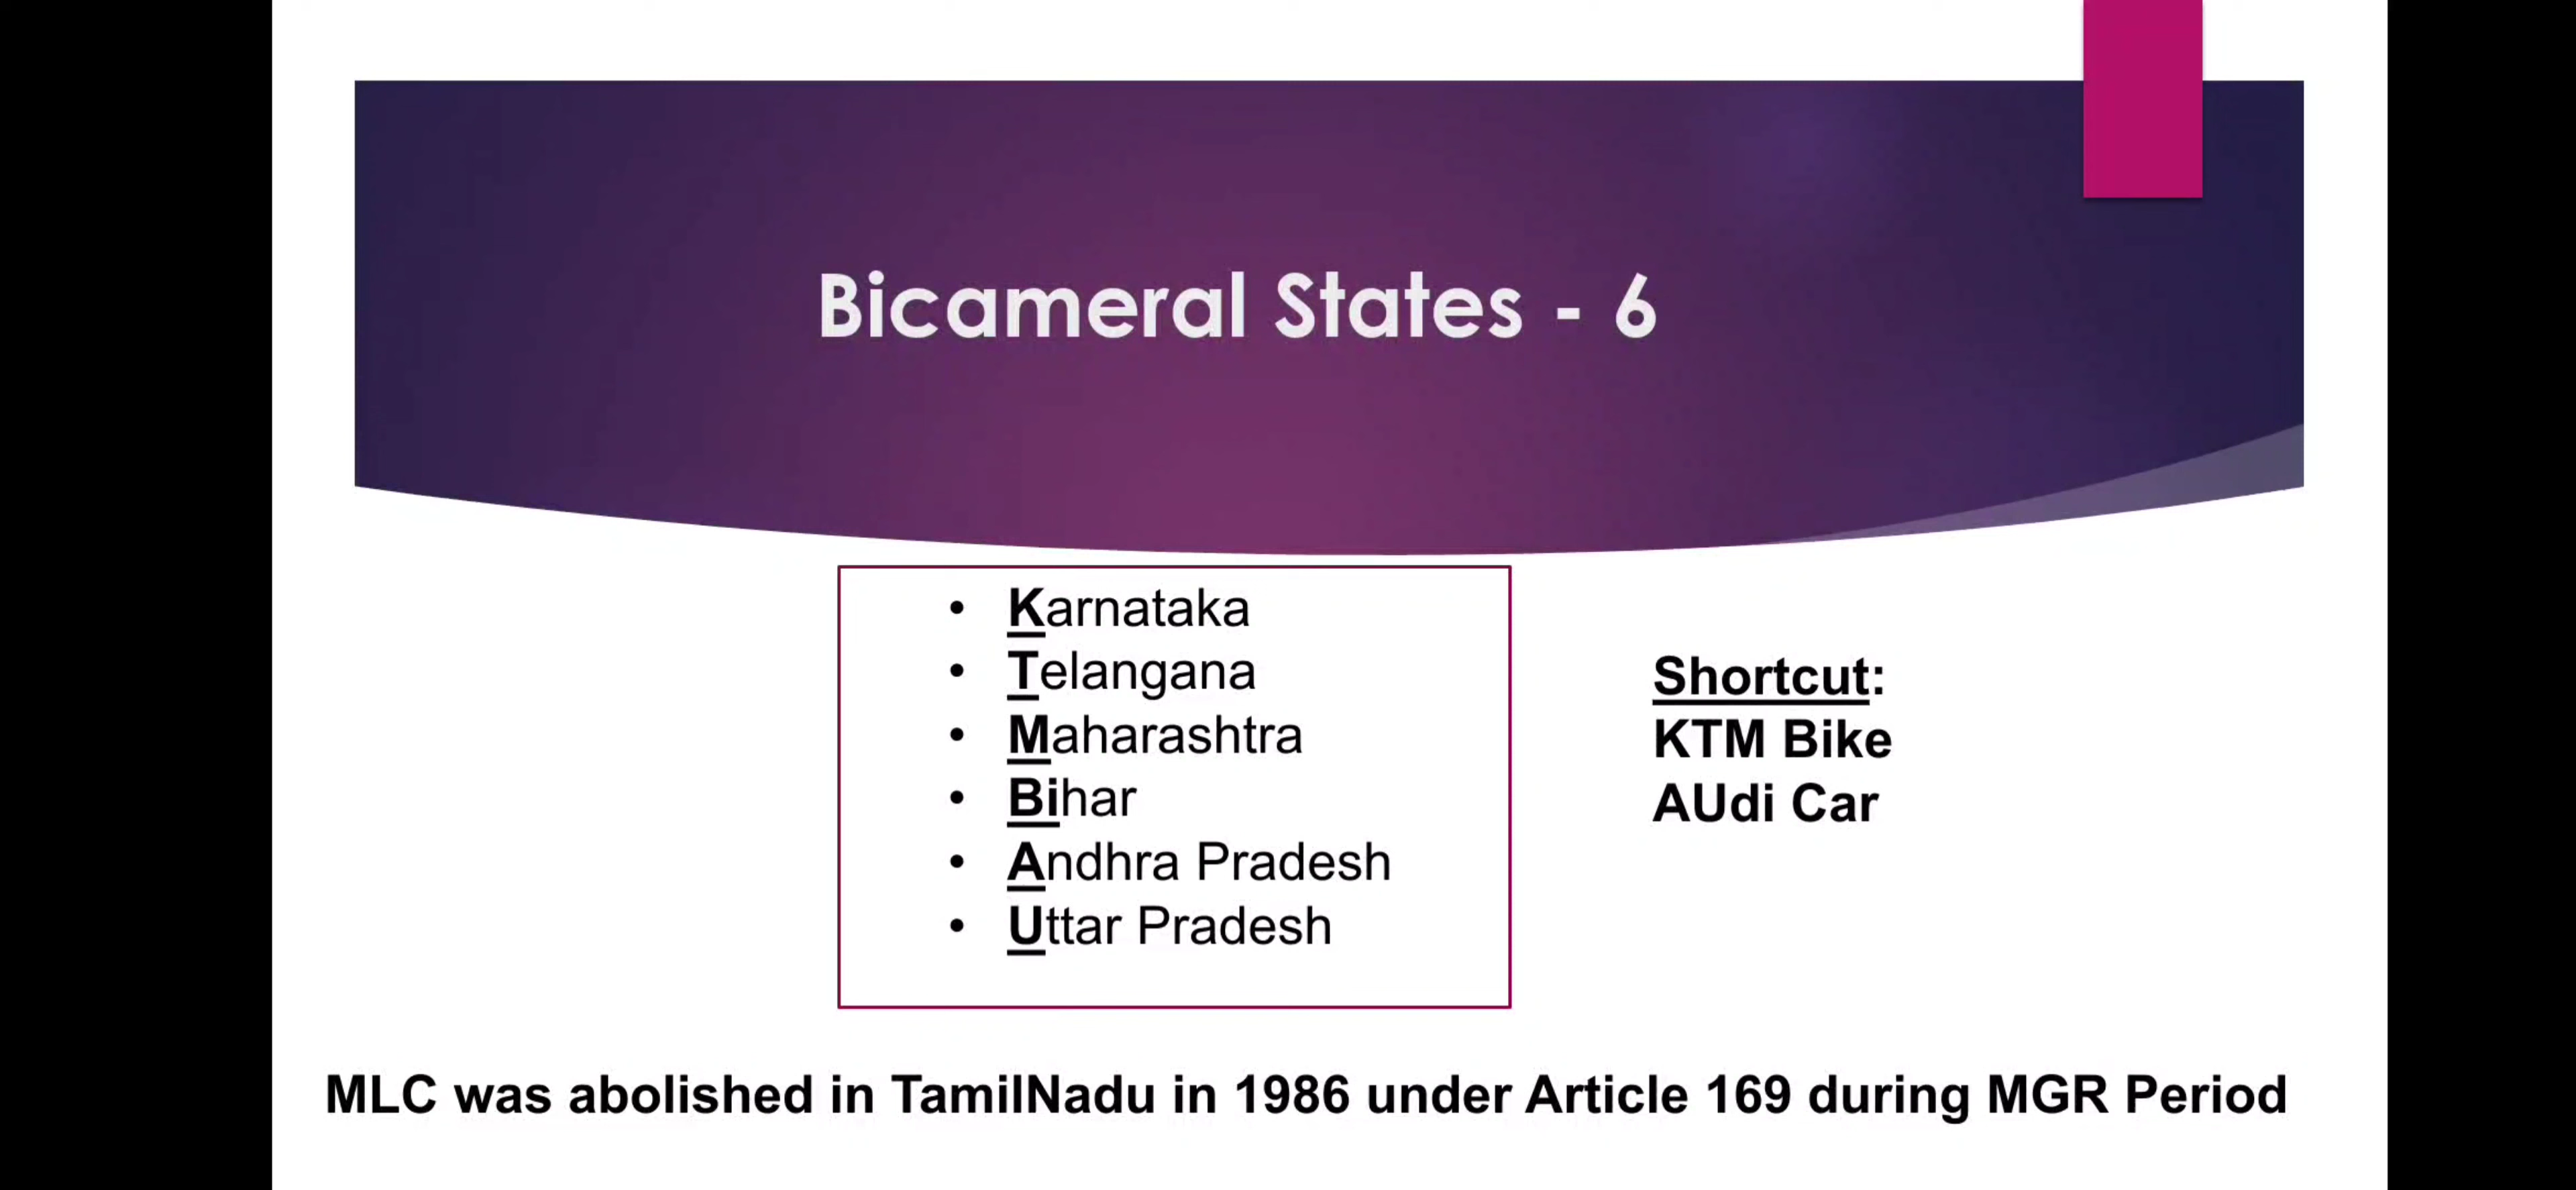 Bicameral States - 6
• Karnataka
• Telangana
• Maharashtra
• Bihar
• Andhra Pradesh
• Uttar Pradesh
Shortcut:
KTM Bike
AUdi Car
MLC was abolished in TamilNadu in 1986 under Article 169 during MGR Period